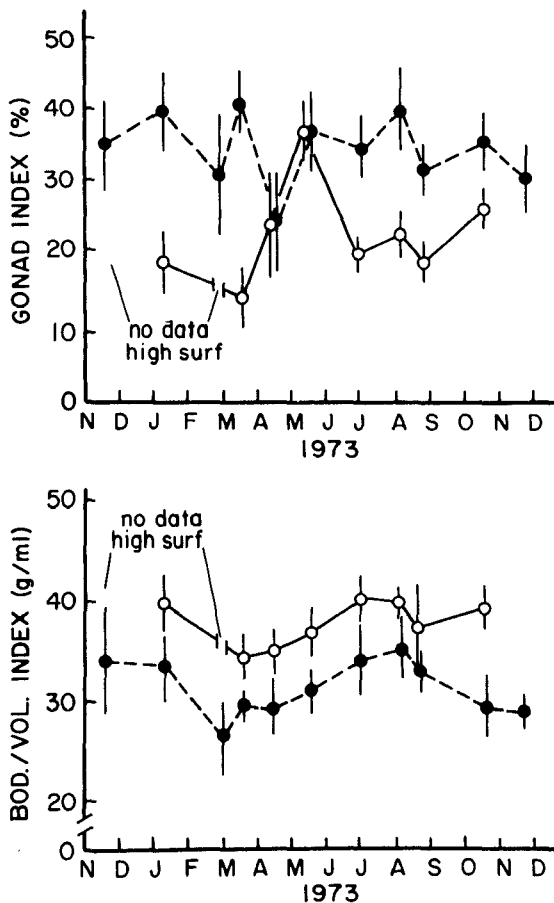 GONAD INDEX (%)
50
40
30
20
10
0
no data
high surf
N D J F M A M J J A S O N D
1973
BOD./VOL. INDEX (g/ml)
50
40
30
20
0
no data
high surf
N D J F M A M J J A S O N D
1973